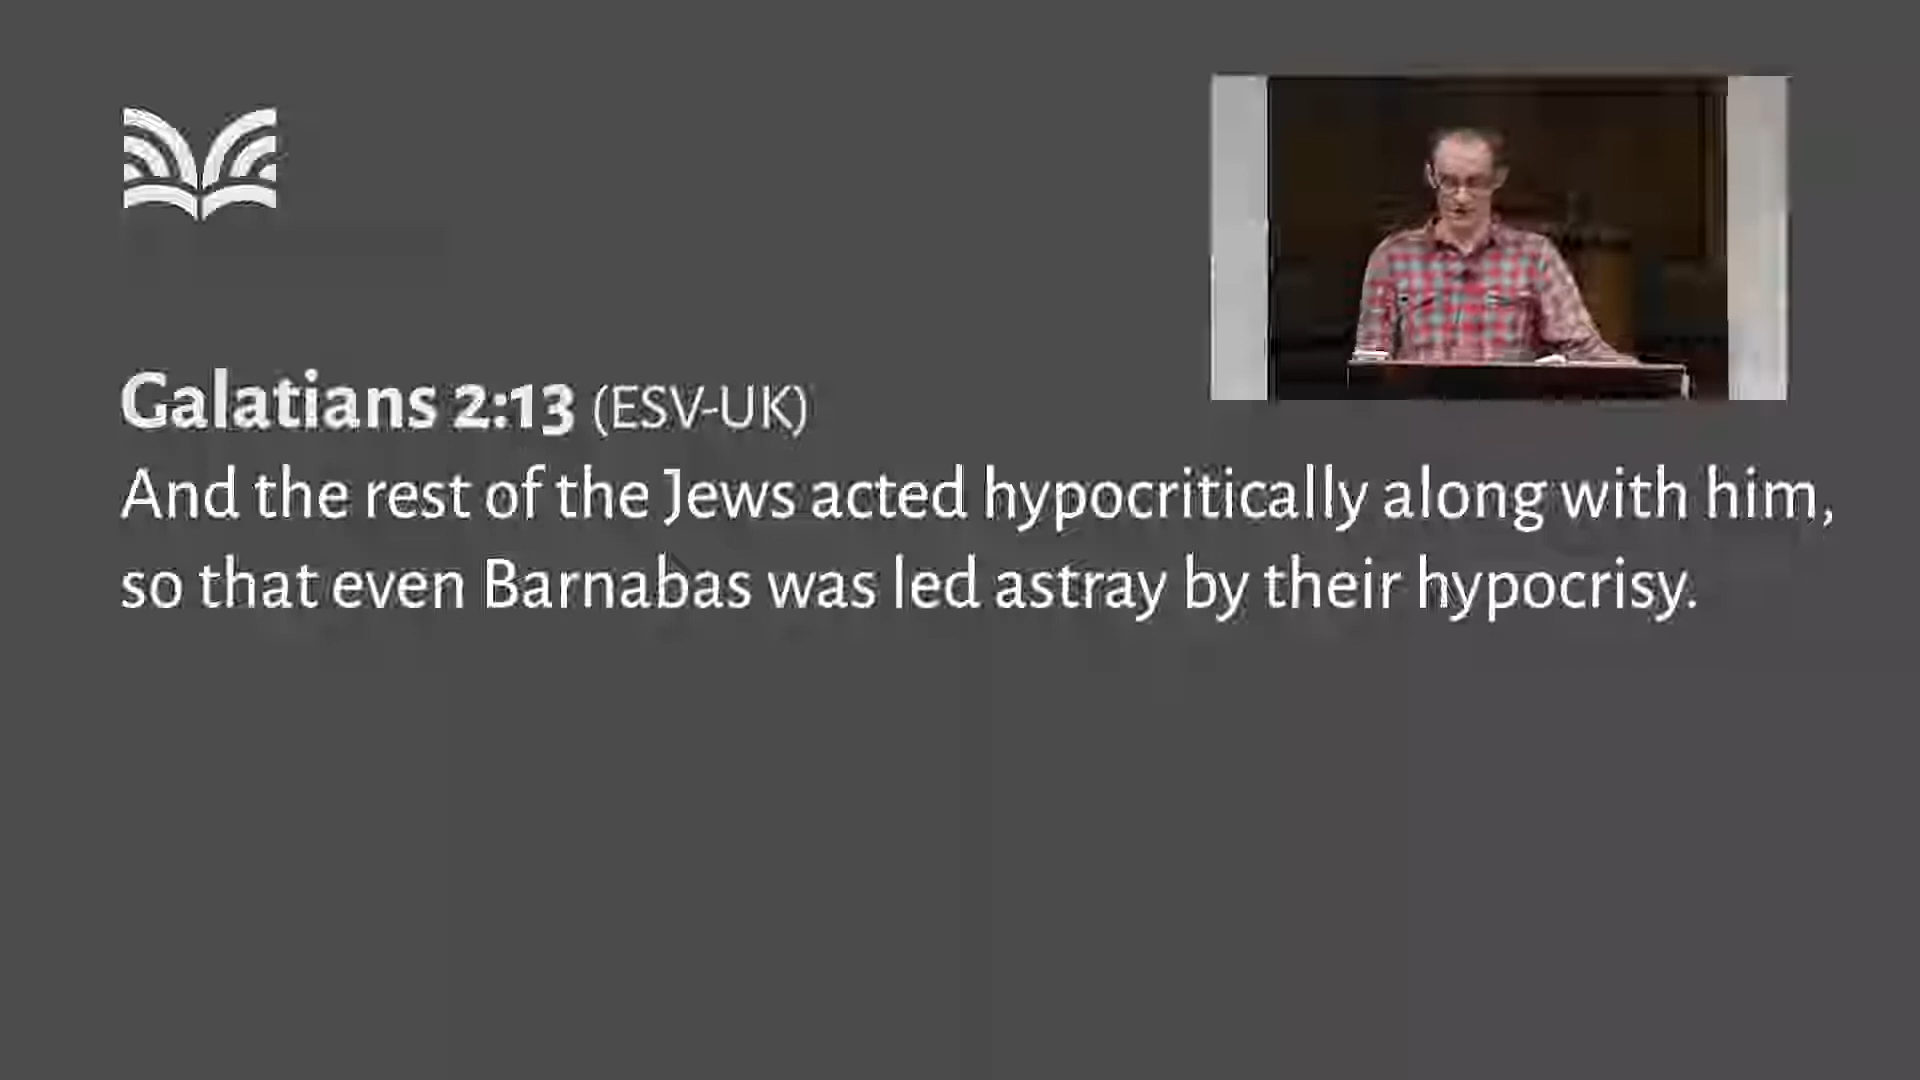 Galatians 2:13 (ESV-UK)
And the rest of the Jews acted hypocritically along with him,
so that even Barnabas was led astray by their hypocrisy.